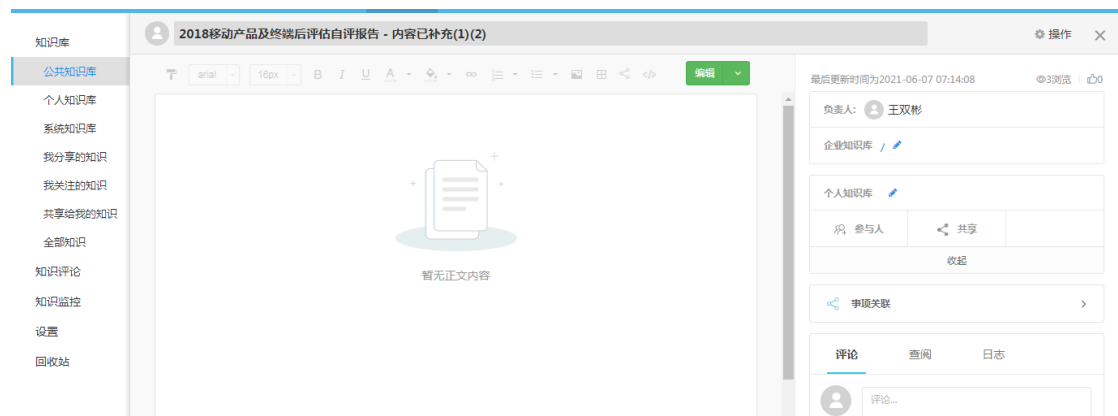 知识库
公共知识库
个人知识库
系统知识库
我分享的知识
我关注的知识
共享给我的知识
全部知识
知识评论
知识监控
设置
回收站
2018移动产品及终端后评估自评报告 - 内容已补充(1)(2)
操作
arial
16px
B I U A
编辑
暂无正文内容
最后更新时间为2021-06-07 07:14:08
3浏览
0
负责人: 王双彬
企业知识库 /
个人知识库
参与人
共享
收起
事项关联
评论 查阅 日志
评论...